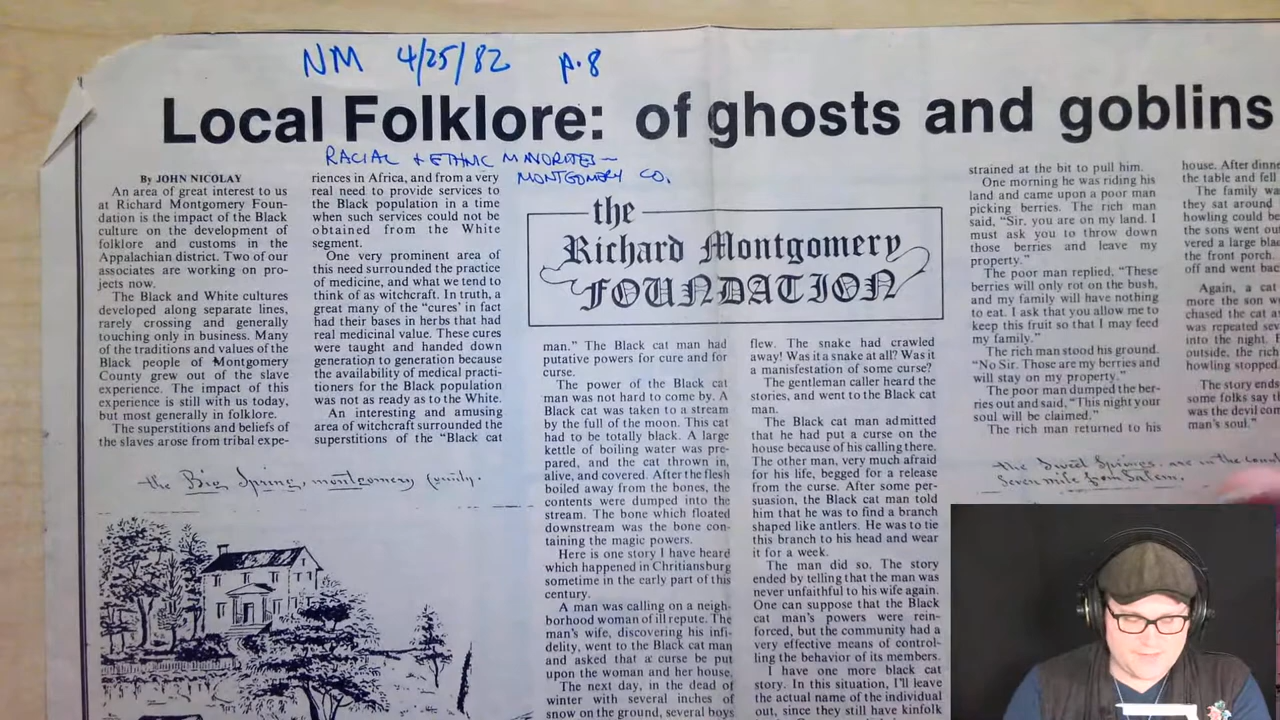 NM 4/25/82 p.8
Local Folklore: of ghosts and goblins
RACIAL + ETHNIC MINORITES—
MONTGOMERY CO.
By JOHN NICOLAY
An area of great interest to us
at Richard Montgomery Foun-
dation is the impact of the Black
culture on the development of
folklore and customs in the
Appalachian district. Two of our
associates are working on pro-
jects now.
The Black and White cultures
developed along separate lines,
rarely crossing and generally
touching only in business. Many
of the traditions and values of the
Black people of Montgomery
County grew out of the slave
experience. The impact of this
experience is still with us today,
but most generally in folklore.
The superstitions and beliefs of
the slaves arose from tribal expe-
riences in Africa, and from a very
real need to provide services to
the Black population in a time
when such services could not be
obtained from the White
segment.
One very prominent area of
this need surrounded the practice
of medicine, and what we tend to
think of as witchcraft. In truth, a
great many of the "cures' in fact
had their bases in herbs that had
real medicinal value. These cures
were taught and handed down
generation to generation because
the availability of medical practi-
tioners for the Black population
was not as ready as to the White.
An interesting and amusing
area of witchcraft surrounded the
superstitions of the "Black cat
the Big Spring, montgomery County.
the
Richard Montgomery
FOUNDATION
man." The Black cat man had
putative powers for cure and for
curse.
The power of the Black cat
man was not hard to come by. A
Black cat was taken to a stream
by the full of the moon. This cat
had to be totally black. A large
kettle of boiling water was pre-
pared, and the cat thrown in,
alive, and covered. After the flesh
boiled away from the bones, the
contents were dumped into the
stream. The bone which floated
downstream was the bone con-
taining the magic powers.
Here is one story I have heard
which happened in Chritiansburg
sometime in the early part of this
century.
A man was calling on a neigh-
borhood woman of ill repute. The
man's wife, discovering his infi-
delity, went to the Black cat man
and asked that a curse be put
upon the woman and her house,
The next day, in the dead of
winter with several inches of
snow on the ground, several boys
flew. The snake had crawled
away! Was it a snake at all? Was it
a manisfestation of some curse?
The gentleman caller heard the
stories, and went to the Black cat
man.
The Black cat man admitted
that he had put a curse on the
house because of his calling there.
The other man, very much afraid
for his life, begged for a release
from the curse. After some per-
suasion, the Black cat man told
him that he was to find a branch
shaped like antlers. He was to tie
this branch to his head and wear
it for a week.
The man did so. The story
ended by telling that the man was
never unfaithful to his wife again.
One can suppose that the Black
cat man's powers were rein-
forced, but the community had a
very effective means of control-
ling the behavior of its members.
I have one more black cat
story. In this situation, I'll leave
the actual name of the individual
out, since they still have kinfolk
strained at the bit to pull him.
One morning he was riding his
land and came upon a poor man
picking berries. The rich man
said, "Sir, you are on my land. I
must ask you to throw down
those berries and leave my
property."
The poor man replied, "These
berries will only rot on the bush,
and my family will have nothing
to eat. I ask that you allow me to
keep this fruit so that I may feed
my family."
The rich man stood his ground.
"No Sir. Those are my berries and
will stay on my property."
The poor man dumped the ber-
ries out and said, "This night your
soul will be claimed."
The rich man returned to his
the Sweet Springs, are in the
Seven mile from Salem.
house. After dinn
the table and fell
The family wa
they sat around
howling could b
the sons went ou
vered a large bla
the front porch.
off and went bac
Again, a cat
more the son w
chased the cat a
was repeated se
into the night.
outside, the rich
howling stopped.
The story ends
some folks say t
was the devil com
man's soul."